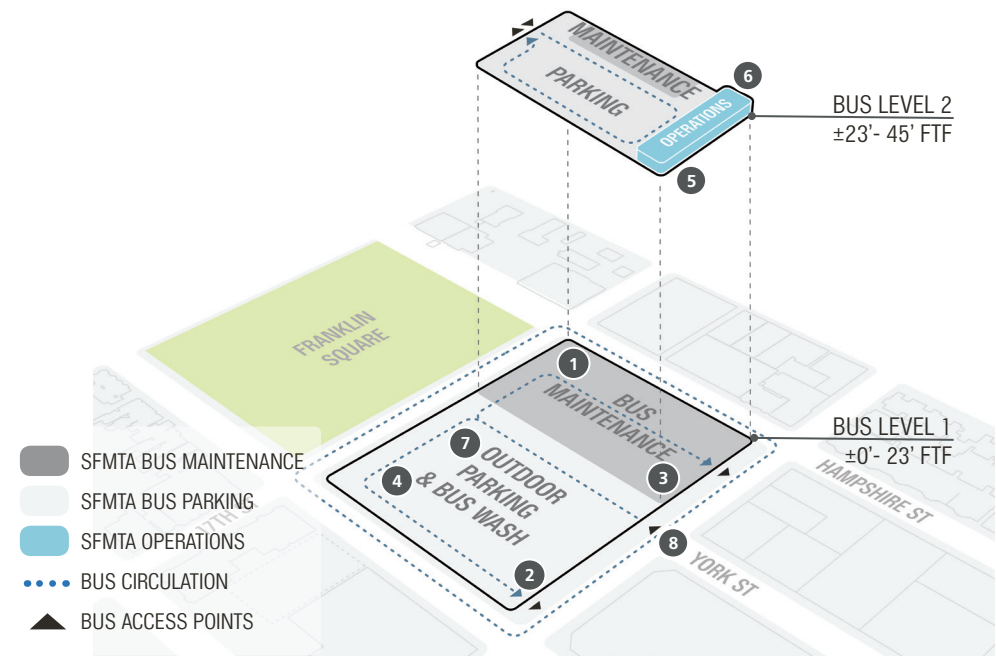 MAINTENANCE
PARKING
OPERATIONS
6
BUS LEVEL 2
±23'- 45' FTF
5
FRANKLIN
SQUARE
1
BUS
MAINTENANCE
BUS LEVEL 1
±0'- 23' FTF
7
OUTDOOR
PARKING
& BUS WASH
4
3
HAMPSHIRE ST
8
YORK ST
2
17TH ST
SFMTA BUS MAINTENANCE
SFMTA BUS PARKING
SFMTA OPERATIONS
BUS CIRCULATION
BUS ACCESS POINTS